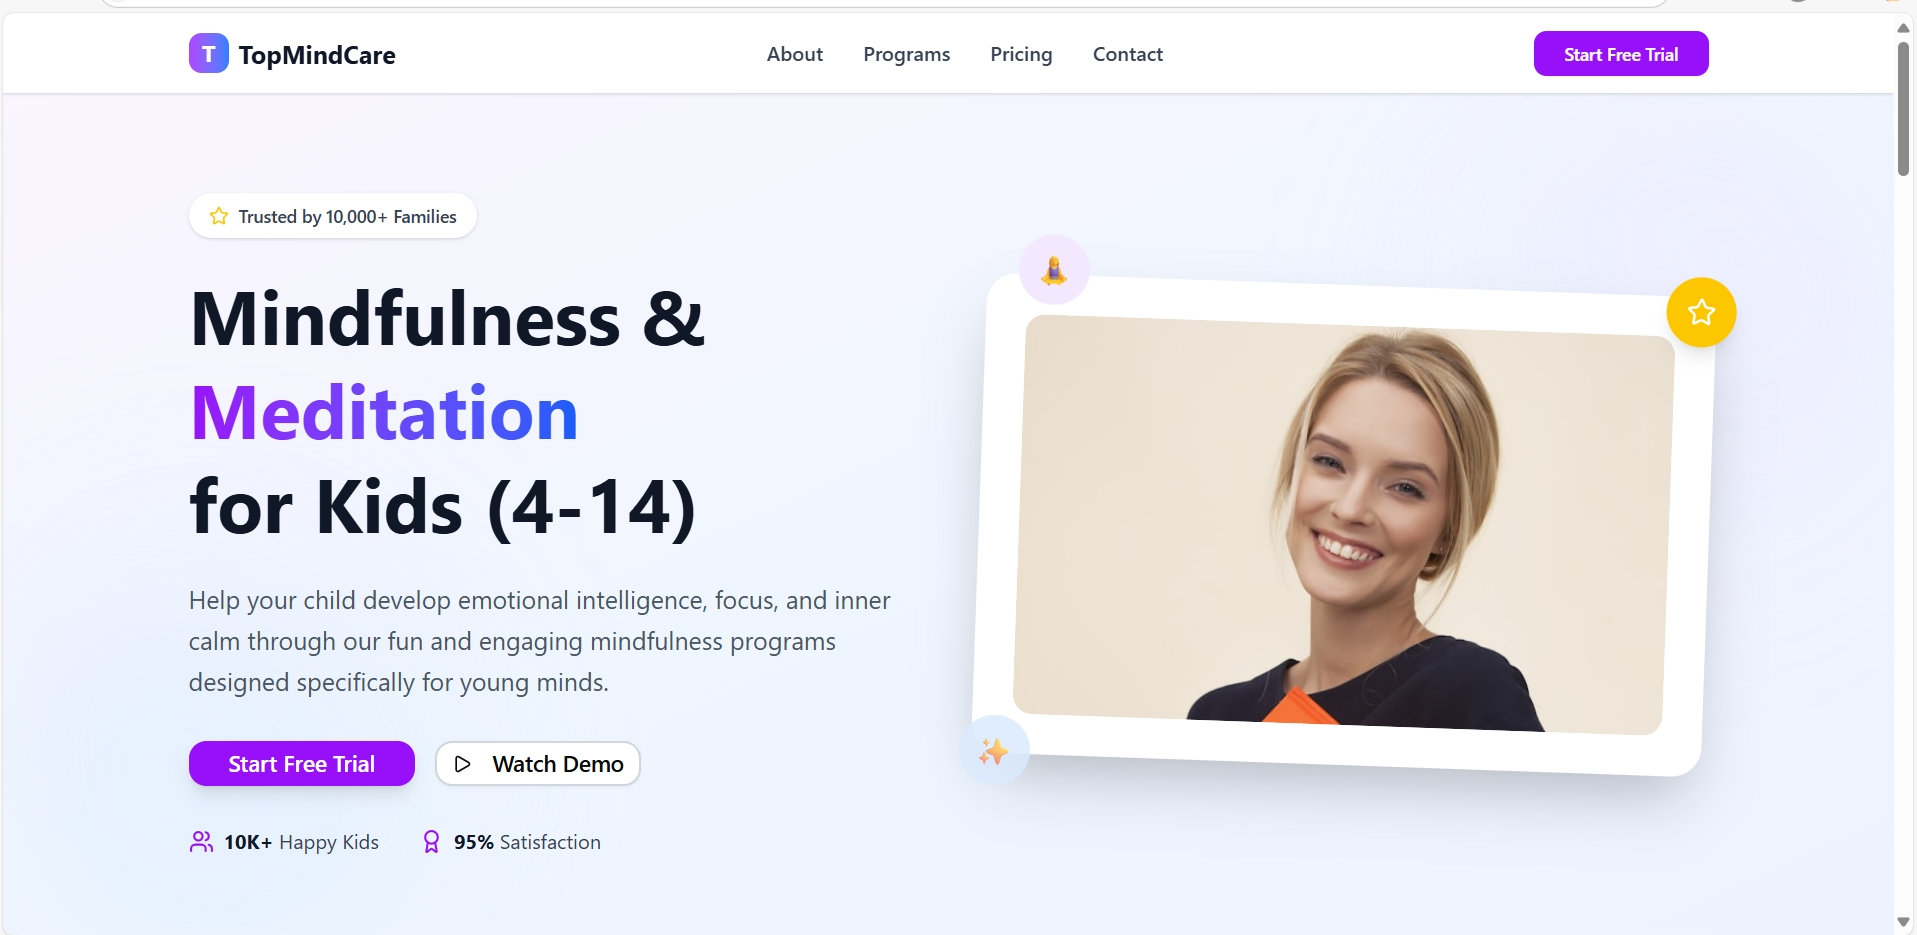 T TopMindCare
About Programs Pricing Contact
Start Free Trial
Trusted by 10,000+ Families
Mindfulness &
Meditation
for Kids (4-14)
Help your child develop emotional intelligence, focus, and inner
calm through our fun and engaging mindfulness programs
designed specifically for young minds.
Start Free Trial
Watch Demo
10K+ Happy Kids
95% Satisfaction